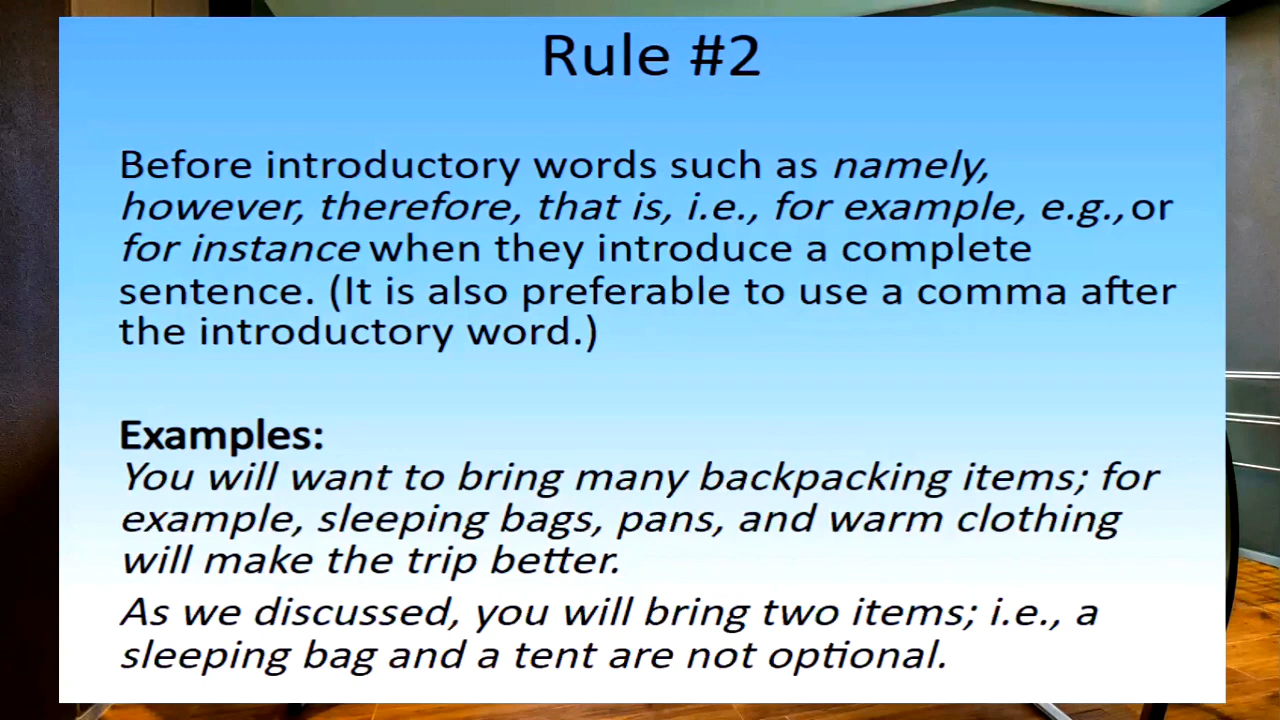 Rule #2
Before introductory words such as namely,
however, therefore, that is, i.e., for example, e.g., or
for instance when they introduce a complete
sentence. (It is also preferable to use a comma after
the introductory word.)
Examples:
You will want to bring many backpacking items; for
example, sleeping bags, pans, and warm clothing
will make the trip better.
As we discussed, you will bring two items; i.e., a
sleeping bag and a tent are not optional.